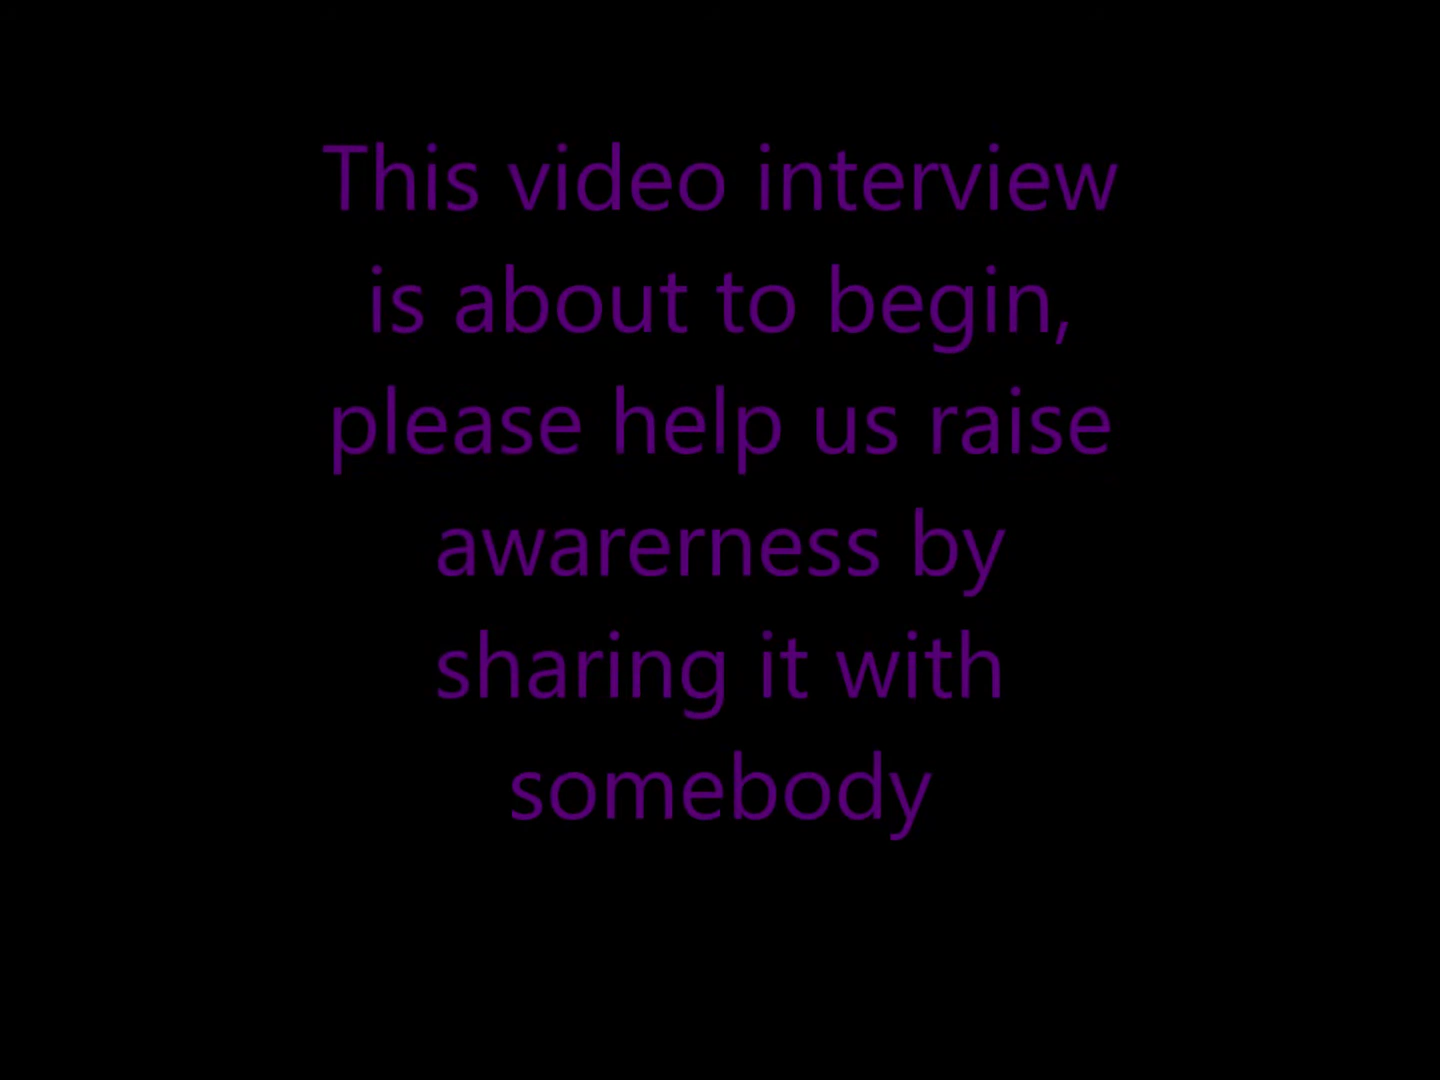 This video interview
is about to begin,
please help us raise
awarerness by
sharing it with
somebody